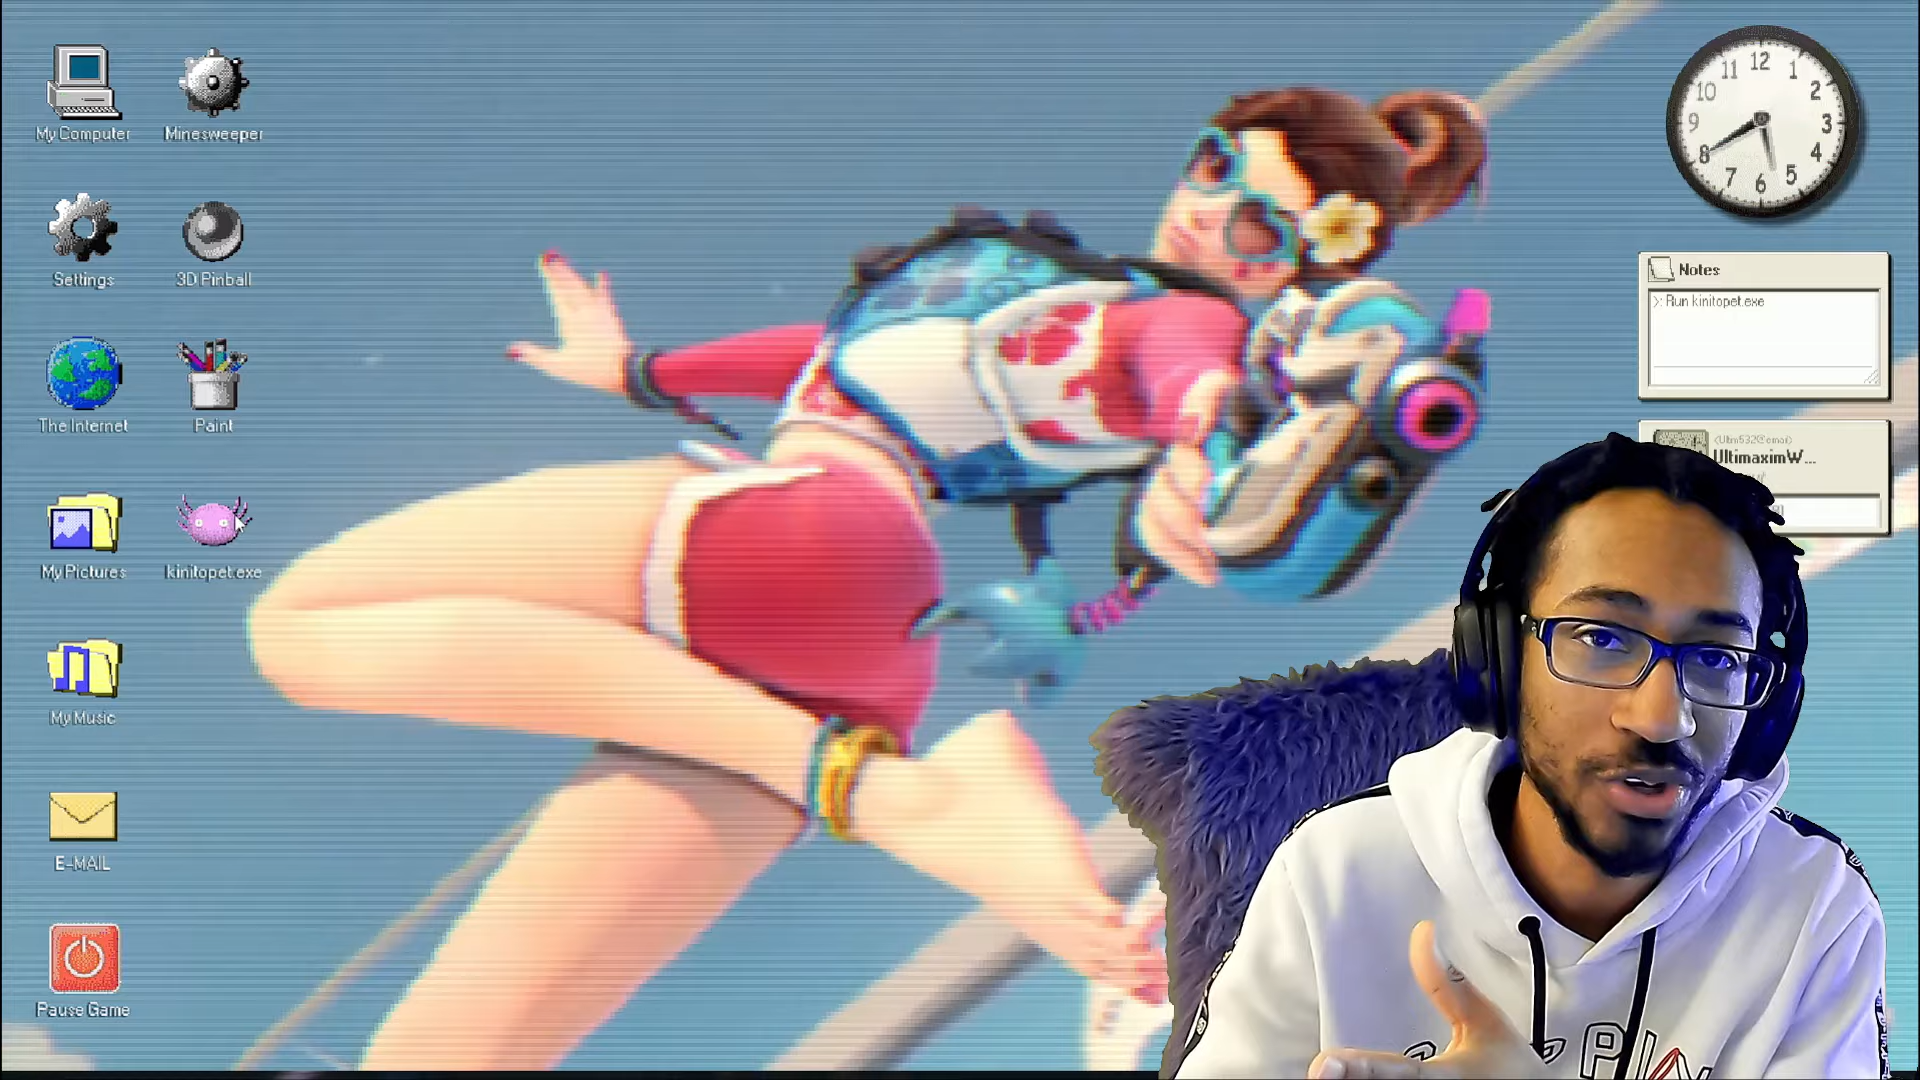 My Computer
Minesweeper
Settings
3D Pinball
The Internet
Paint
My Pictures
kinitopet.exe
My Music
E-MAIL
Pause Game
12
1
2
3
4
5
6
7
8
9
10
11
Notes
>: Run kinitopet.exe
UltimaximW...
PL